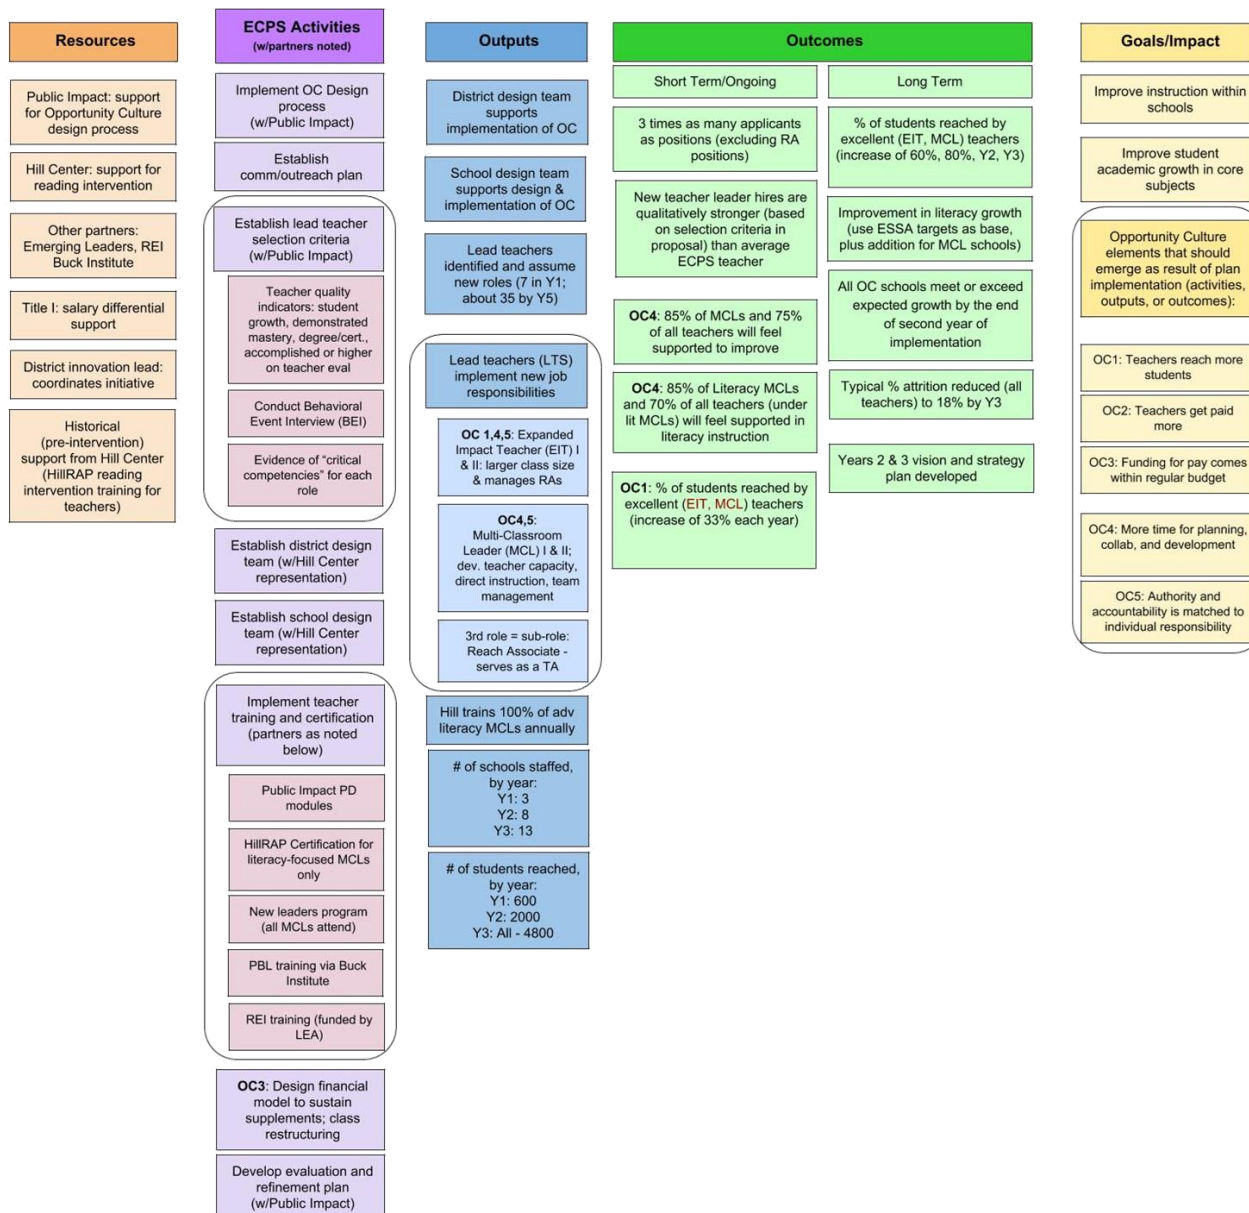 Resources
Public Impact: support
for Opportunity Culture
design process
Hill Center: support for
reading intervention
Other partners:
Emerging Leaders, REI
Buck Institute
Title I: salary differential
support
District innovation lead:
coordinates initiative
Historical
(pre-intervention)
support from Hill Center
(HillRAP reading
intervention training for
teachers)
ECPS Activities
(w/partners noted)
Implement OC Design
process
(w/Public Impact)
Establish
comm/outreach plan
Establish lead teacher
selection criteria
(w/Public Impact)
Teacher quality
indicators: student
growth, demonstrated
mastery, degree/cert.,
accomplished or higher
on teacher eval
Conduct Behavioral
Event Interview (BEI)
Evidence of “critical
competencies” for each
role
Establish district design
team (w/Hill Center
representation)
Establish school design
team (w/Hill Center
representation)
Implement teacher
training and certification
(partners as noted
below)
Public Impact PD
modules
HillRAP Certification for
literacy-focused MCLs
only
New leaders program
(all MCLs attend)
PBL training via Buck
Institute
REI training (funded by
LEA)
OC3: Design financial
model to sustain
supplements; class
restructuring
Develop evaluation and
refinement plan
(w/Public Impact)
Outputs
District design team
supports
implementation of OC
School design team
supports design &
implementation of OC
Lead teachers
identified and assume
new roles (7 in Y1;
about 35 by Y5)
Lead teachers (LTS)
implement new job
responsibilities
OC 1,4,5: Expanded
Impact Teacher (EIT) I
& II: larger class size
& manages RAs
OC4,5:
Multi-Classroom
Leader (MCL) I & II;
dev. teacher capacity,
direct instruction, team
management
3rd role = sub-role:
Reach Associate -
serves as a TA
Hill trains 100% of adv
literacy MCLs annually
# of schools staffed,
by year:
Y1: 3
Y2: 8
Y3: 13
# of students reached,
by year:
Y1: 600
Y2: 2000
Y3: All - 4800
Outcomes
Short Term/Ongoing
3 times as many applicants
as positions (excluding RA
positions)
New teacher leader hires are
qualitatively stronger (based
on selection criteria in
proposal) than average
ECPS teacher
OC4: 85% of MCLs and 75%
of all teachers will feel
supported to improve
OC4: 85% of Literacy MCLs
and 70% of all teachers (under
lit MCLs) will feel supported in
literacy instruction
OC1: % of students reached by
excellent (EIT, MCL) teachers
(increase of 33% each year)
Long Term
% of students reached by
excellent (EIT, MCL) teachers
(increase of 60%, 80%, Y2, Y3)
Improvement in literacy growth
(use ESSA targets as base,
plus addition for MCL schools)
All OC schools meet or exceed
expected growth by the end
of second year of
implementation
Typical % attrition reduced (all
teachers) to 18% by Y3
Years 2 & 3 vision and strategy
plan developed
Goals/Impact
Improve instruction within
schools
Improve student
academic growth in core
subjects
Opportunity Culture
elements that should
emerge as result of plan
implementation (activities,
outputs, or outcomes):
OC1: Teachers reach more
students
OC2: Teachers get paid
more
OC3: Funding for pay comes
within regular budget
OC4: More time for planning,
collab, and development
OC5: Authority and
accountability is matched to
individual responsibility